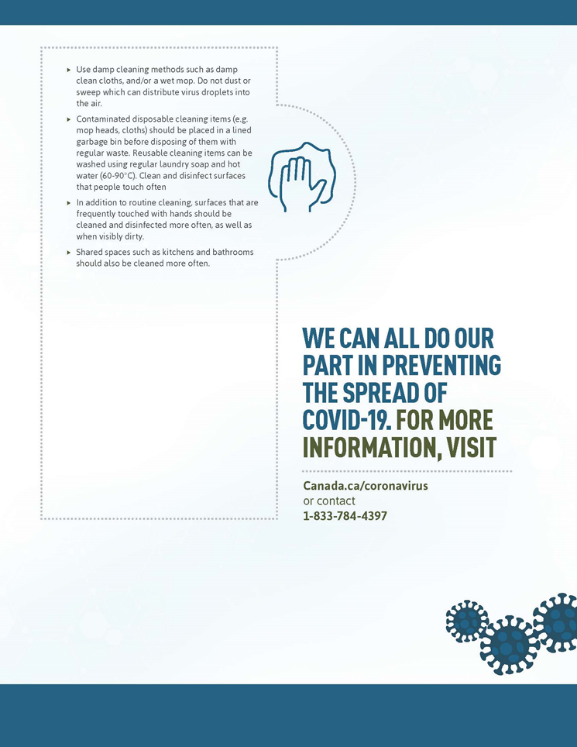 ▸ Use damp cleaning methods such as damp
clean cloths, and/or a wet mop. Do not dust or
sweep which can distribute virus droplets into
the air.
▸ Contaminated disposable cleaning items (e.g.
mop heads, cloths) should be placed in a lined
garbage bin before disposing of them with
regular waste. Reusable cleaning items can be
washed using regular laundry soap and hot
water (60-90°C). Clean and disinfect surfaces
that people touch often
▸ In addition to routine cleaning, surfaces that are
frequently touched with hands should be
cleaned and disinfected more often, as well as
when visibly dirty.
▸ Shared spaces such as kitchens and bathrooms
should also be cleaned more often.
WE CAN ALL DO OUR
PART IN PREVENTING
THE SPREAD OF
COVID-19. FOR MORE
INFORMATION, VISIT
Canada.ca/coronavirus
or contact
1-833-784-4397